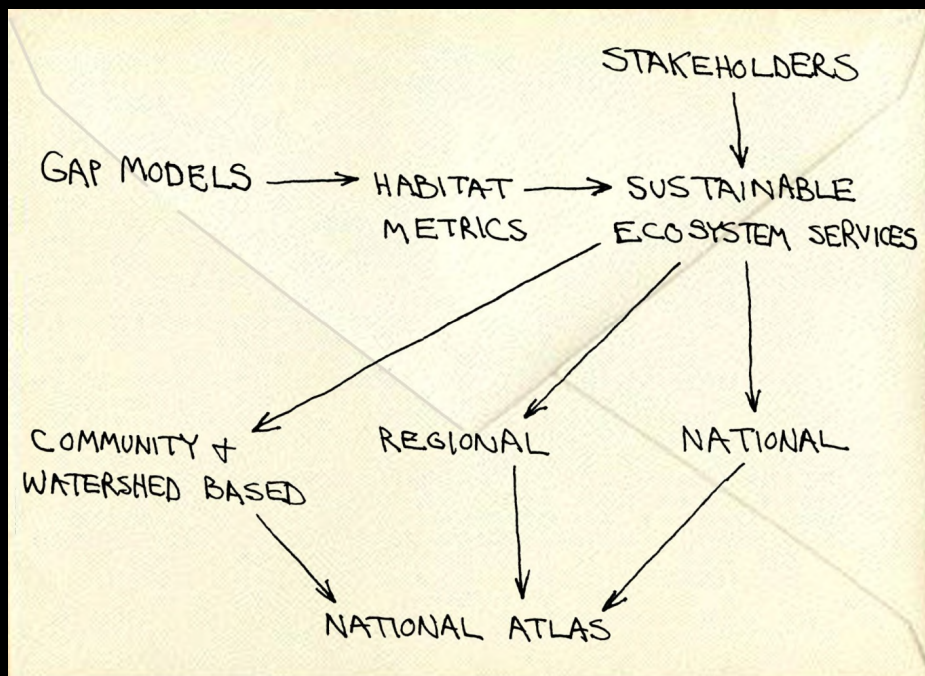 STAKEHOLDERS
GAP MODELS
HABITAT
METRICS
SUSTAINABLE
ECOSYSTEM SERVICES
COMMUNITY +
WATERSHED BASED
REGIONAL
NATIONAL
NATIONAL ATLAS